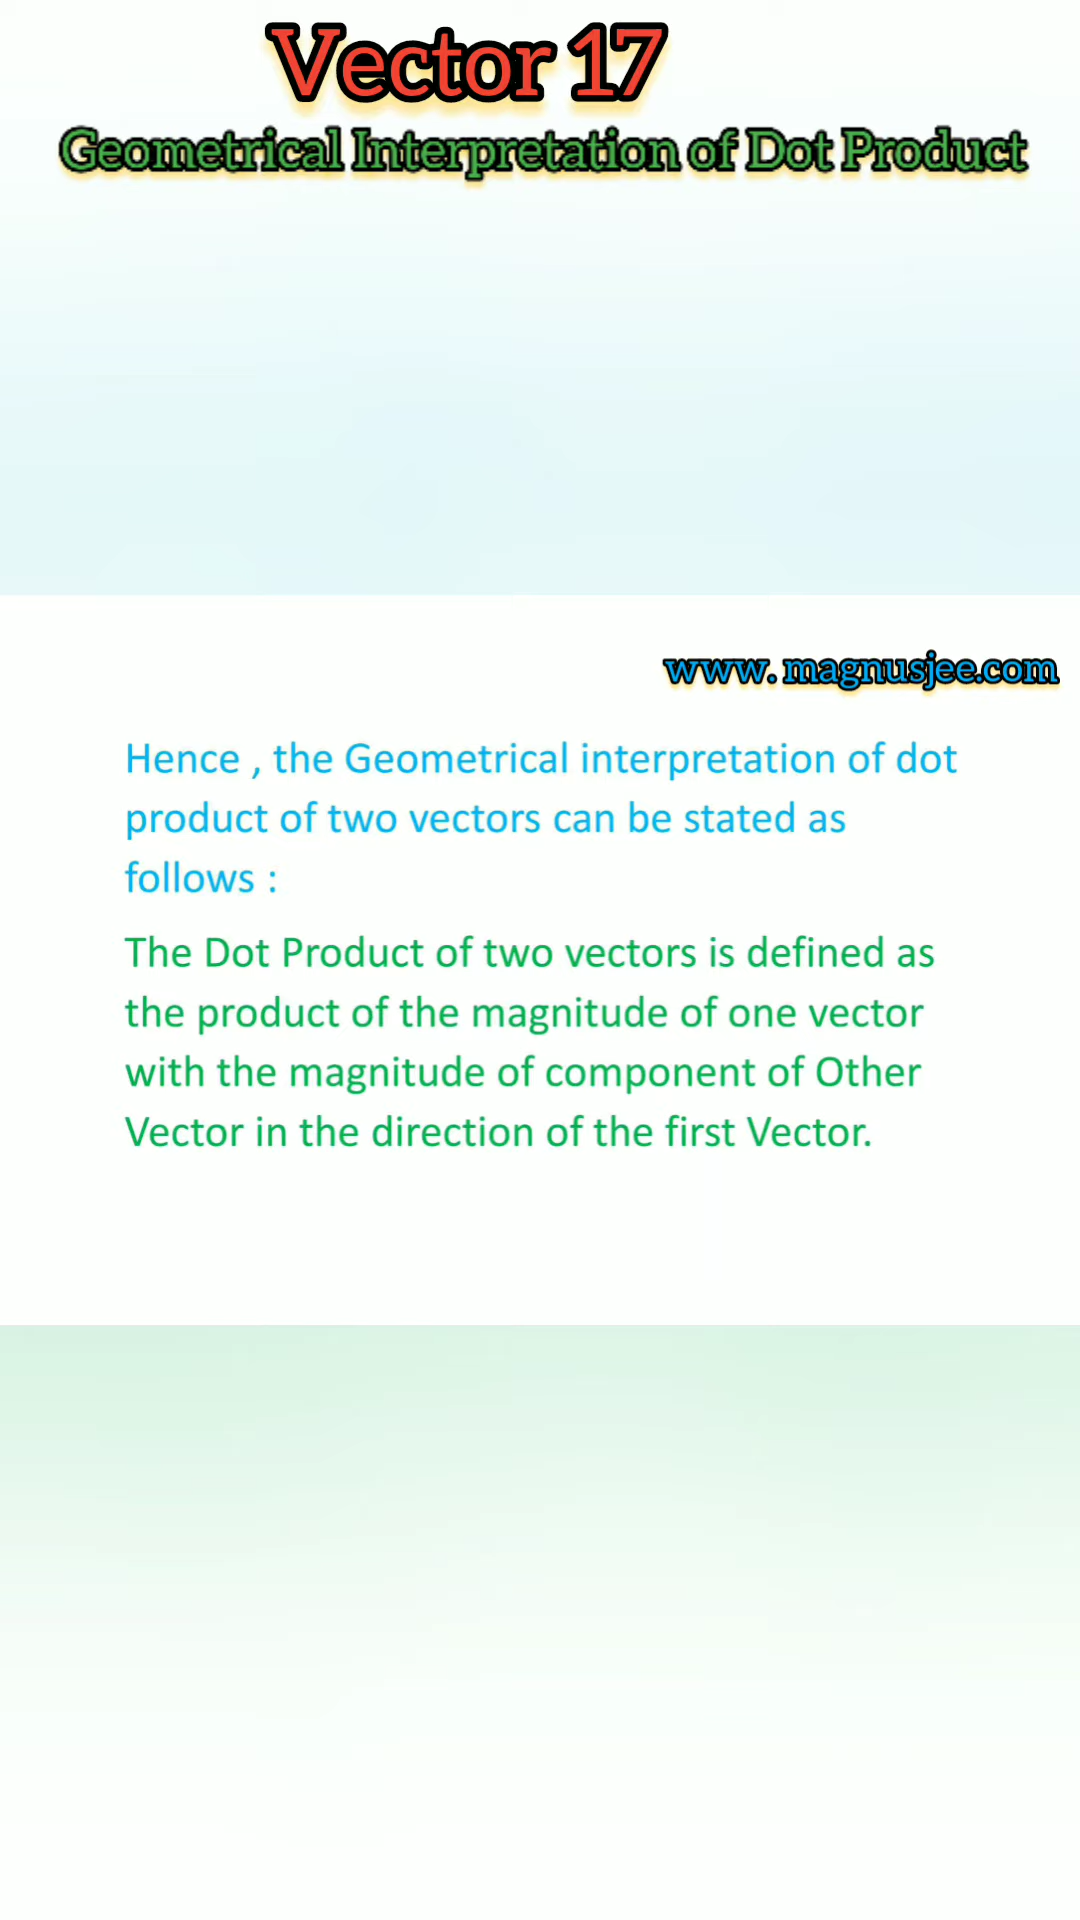 Vector 17
Geometrical Interpretation of Dot Product
www. magnusjee.com
Hence , the Geometrical interpretation of dot
product of two vectors can be stated as
follows :
The Dot Product of two vectors is defined as
the product of the magnitude of one vector
with the magnitude of component of Other
Vector in the direction of the first Vector.